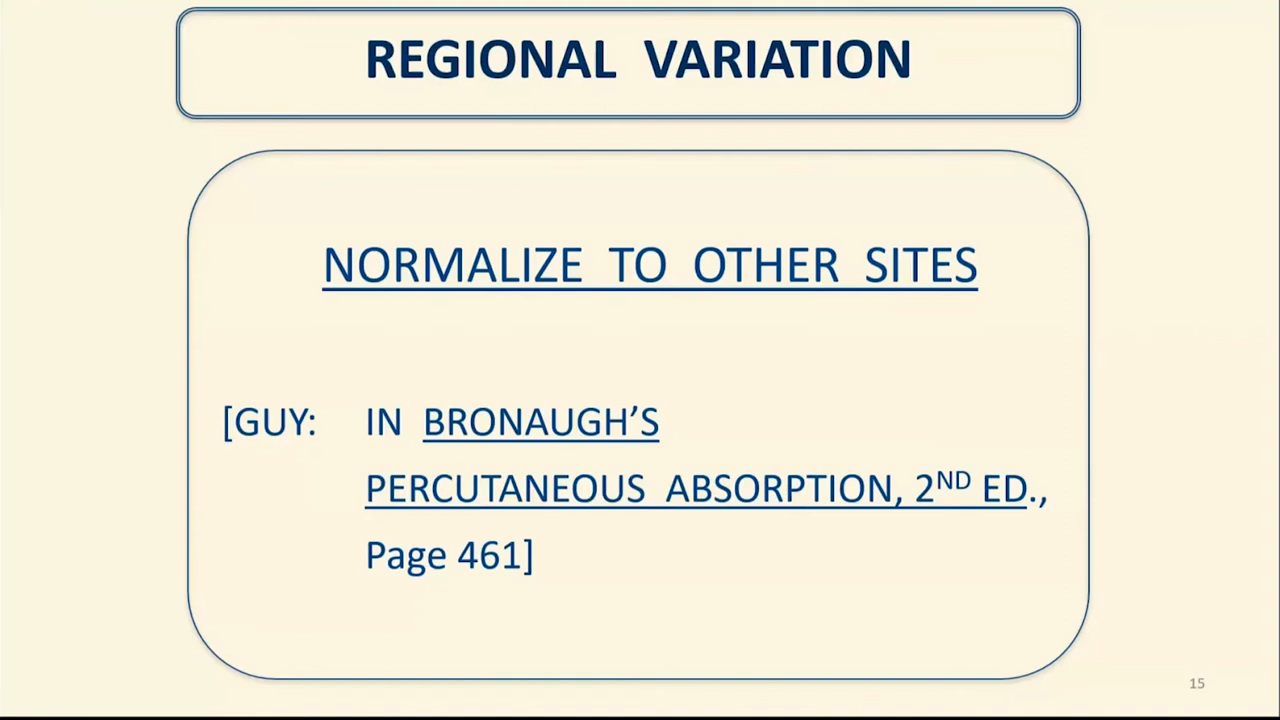 REGIONAL VARIATION
NORMALIZE TO OTHER SITES
[GUY: IN BRONAUGH’S
PERCUTANEOUS ABSORPTION, 2ND ED.,
Page 461]
15